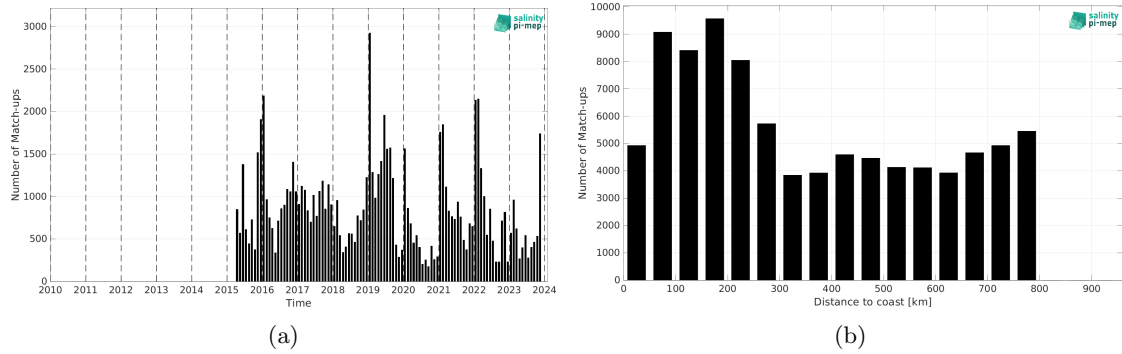 salinity
pi-mep
Number of Match-ups
3000
2500
2000
1500
1000
500
0
2010 2011 2012 2013 2014 2015 2016 2017 2018 2019 2020 2021 2022 2023 2024
Time
(a)
salinity
pi-mep
Number of Match-ups
10000
9000
8000
7000
6000
5000
4000
3000
2000
1000
0
0 100 200 300 400 500 600 700 800 900
Distance to coast [km]
(b)